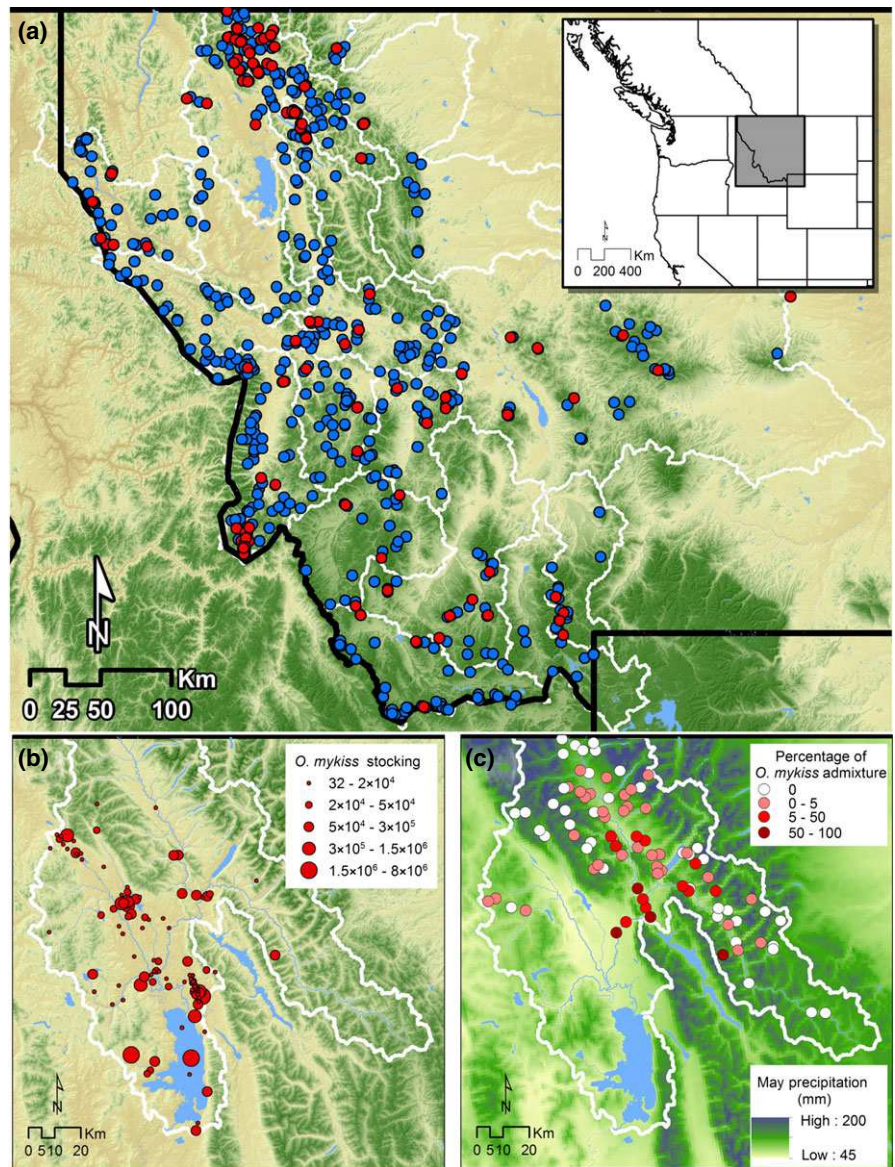 (a)
N
Km
0 25 50 100
N
Km
0 200 400
(b)
O. mykiss stocking
32 - 2×10⁴
2×10⁴ - 5×10⁴
5×10⁴ - 3×10⁵
3×10⁵ - 1.5×10⁶
1.5×10⁶ - 8×10⁶
N
Km
0 5 10 20
(c)
Percentage of
O. mykiss admixture
0
0 - 5
5 - 50
50 - 100
May precipitation
(mm)
High : 200
Low : 45
N
Km
0 5 10 20